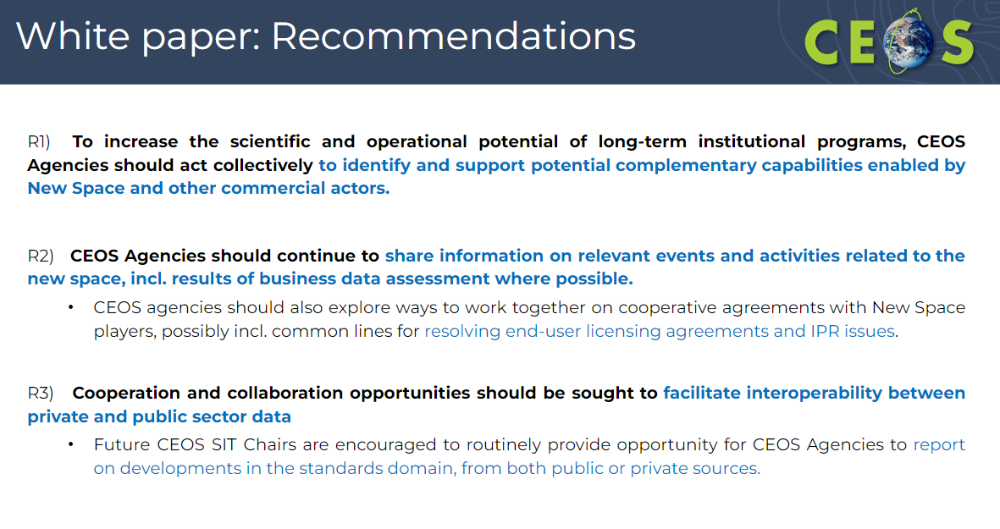 White paper: Recommendations
CEOS
R1) To increase the scientific and operational potential of long-term institutional programs, CEOS
Agencies should act collectively to identify and support potential complementary capabilities enabled by
New Space and other commercial actors.
R2) CEOS Agencies should continue to share information on relevant events and activities related to the
new space, incl. results of business data assessment where possible.
• CEOS agencies should also explore ways to work together on cooperative agreements with New Space
players, possibly incl. common lines for resolving end-user licensing agreements and IPR issues.
R3) Cooperation and collaboration opportunities should be sought to facilitate interoperability between
private and public sector data
• Future CEOS SIT Chairs are encouraged to routinely provide opportunity for CEOS Agencies to report
on developments in the standards domain, from both public or private sources.